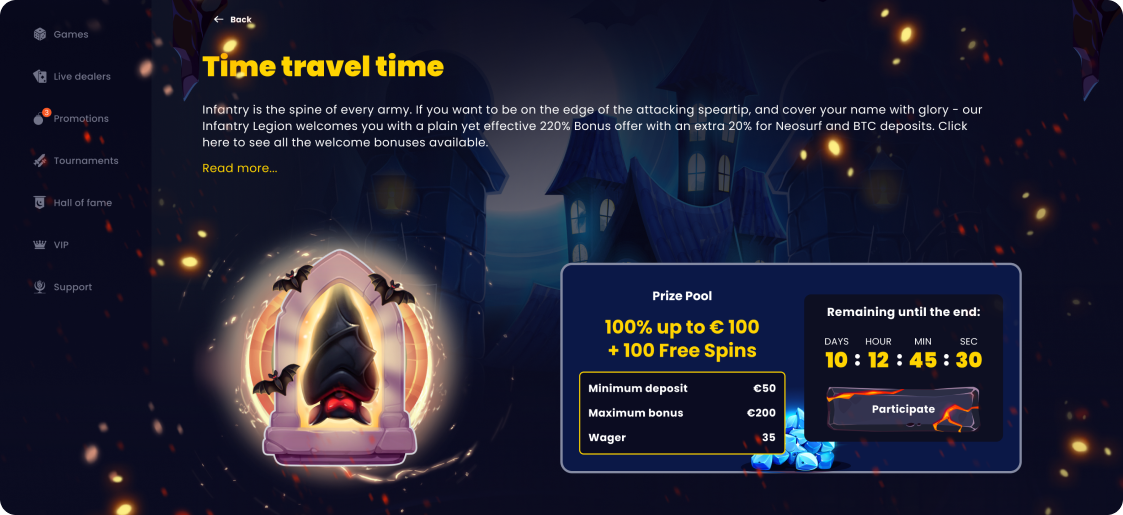 Back
Games
Live dealers
3
Promotions
Tournaments
Hall of fame
VIP
Support
Time travel time
Infantry is the spine of every army. If you want to be on the edge of the attacking speartip, and cover your name with glory - our
Infantry Legion welcomes you with a plain yet effective 220% Bonus offer with an extra 20% for Neosurf and BTC deposits. Click
here to see all the welcome bonuses available.
Read more...
Prize Pool
100% up to € 100
+ 100 Free Spins
Minimum deposit €50
Maximum bonus €200
Wager 35
Remaining until the end:
DAYS HOUR MIN SEC
10 : 12 : 45 : 30
Participate